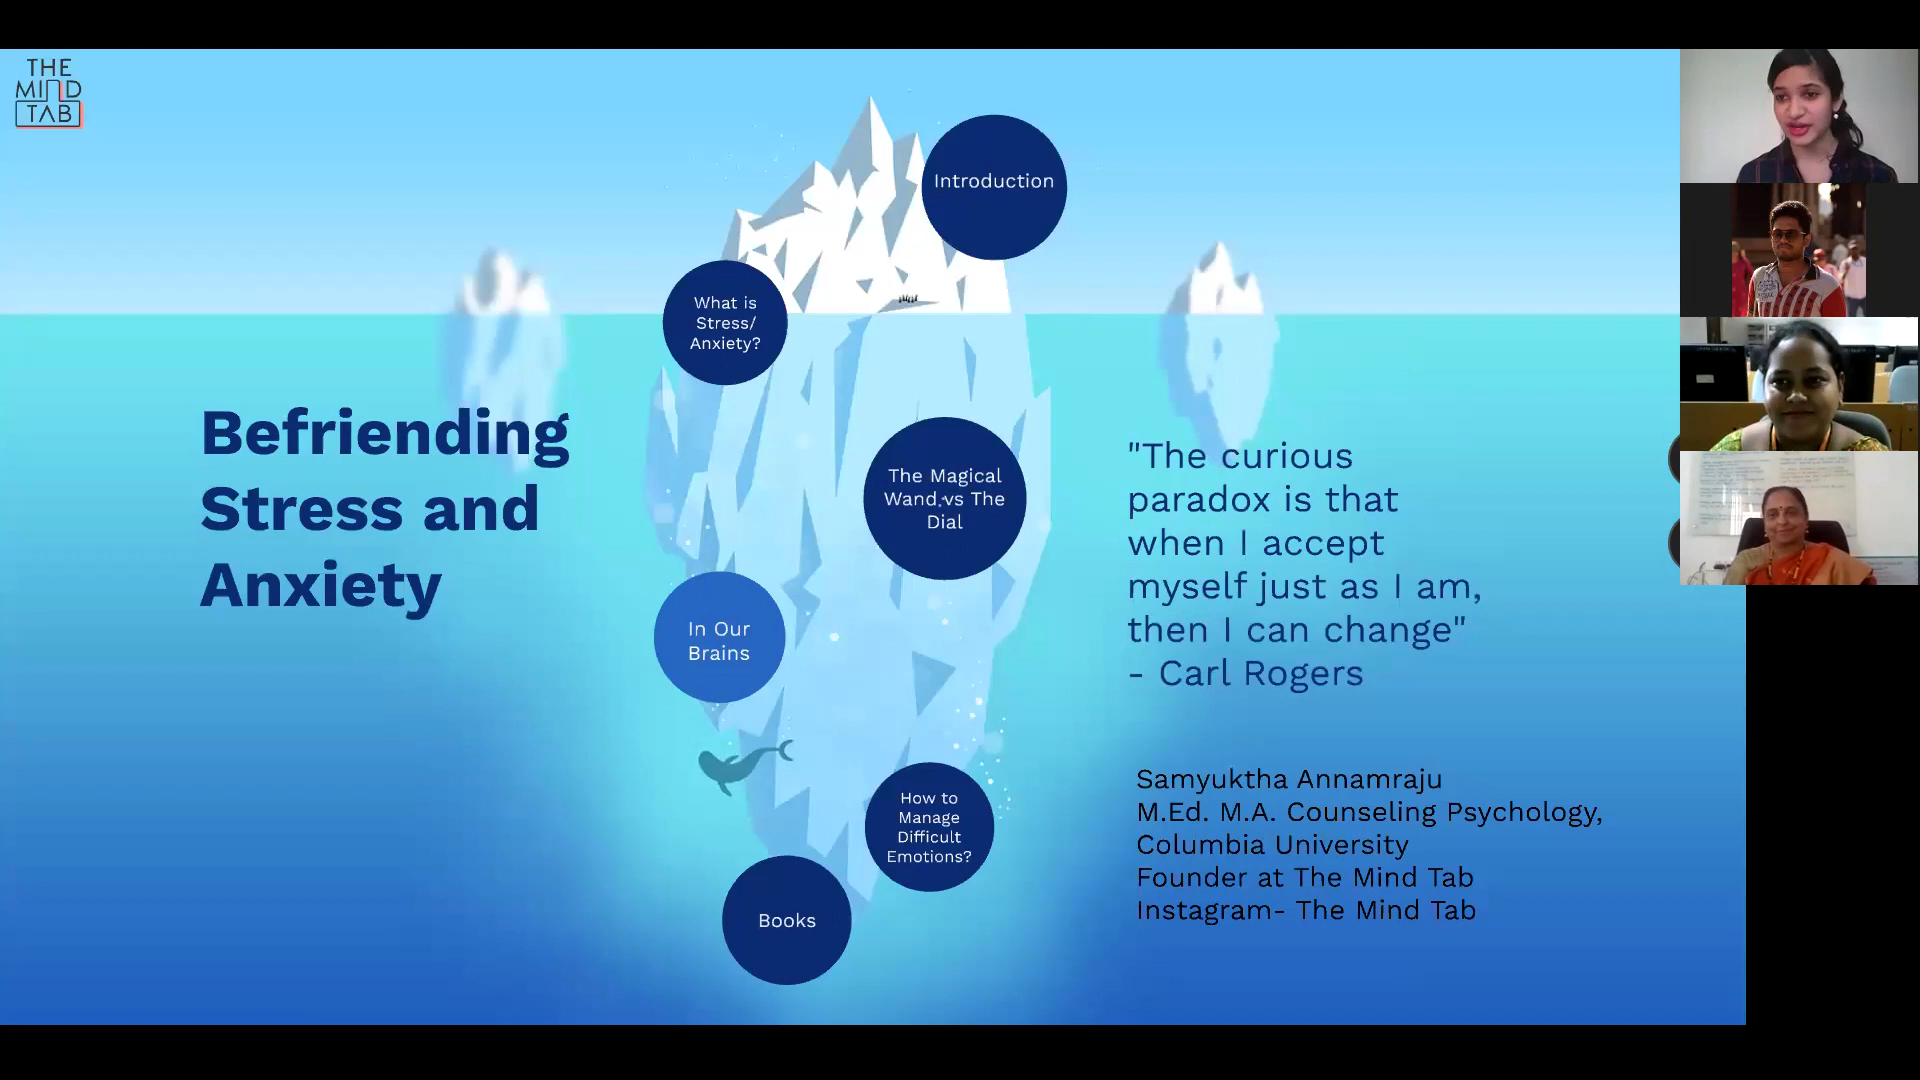 THE
MIND
TAB
Introduction
What is
Stress/
Anxiety?
Befriending
Stress and
Anxiety
The Magical
Wand vs The
Dial
"The curious
paradox is that
when I accept
myself just as I am,
then I can change"
- Carl Rogers
In Our
Brains
How to
Manage
Difficult
Emotions?
Books
Samyuktha Annamraju
M.Ed. M.A. Counseling Psychology,
Columbia University
Founder at The Mind Tab
Instagram- The Mind Tab